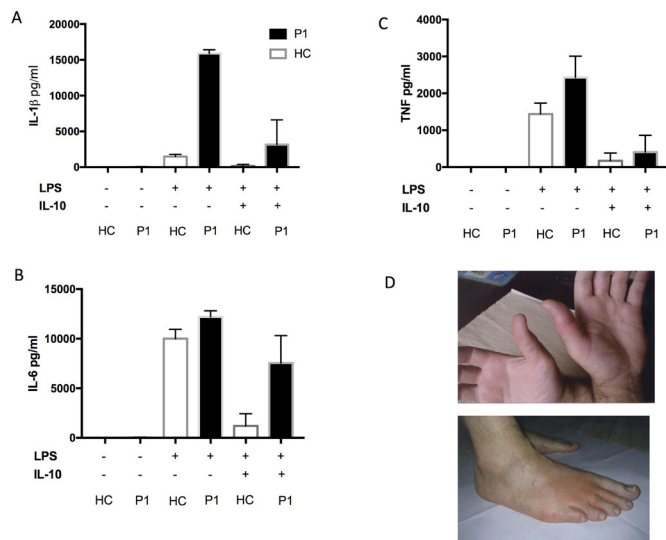 A
20000
15000
10000
5000
0
IL-1β pg/ml
P1
HC
LPS - - + + + +
IL-10 - - - - + +
HC P1 HC P1 HC P1
B
15000
10000
5000
0
IL-6 pg/ml
LPS - - + + + +
IL-10 - - - - + +
HC P1 HC P1 HC P1
C
4000
3000
2000
1000
0
TNF pg/ml
LPS - - + + + +
IL-10 - - - - + +
HC P1 HC P1 HC P1
D